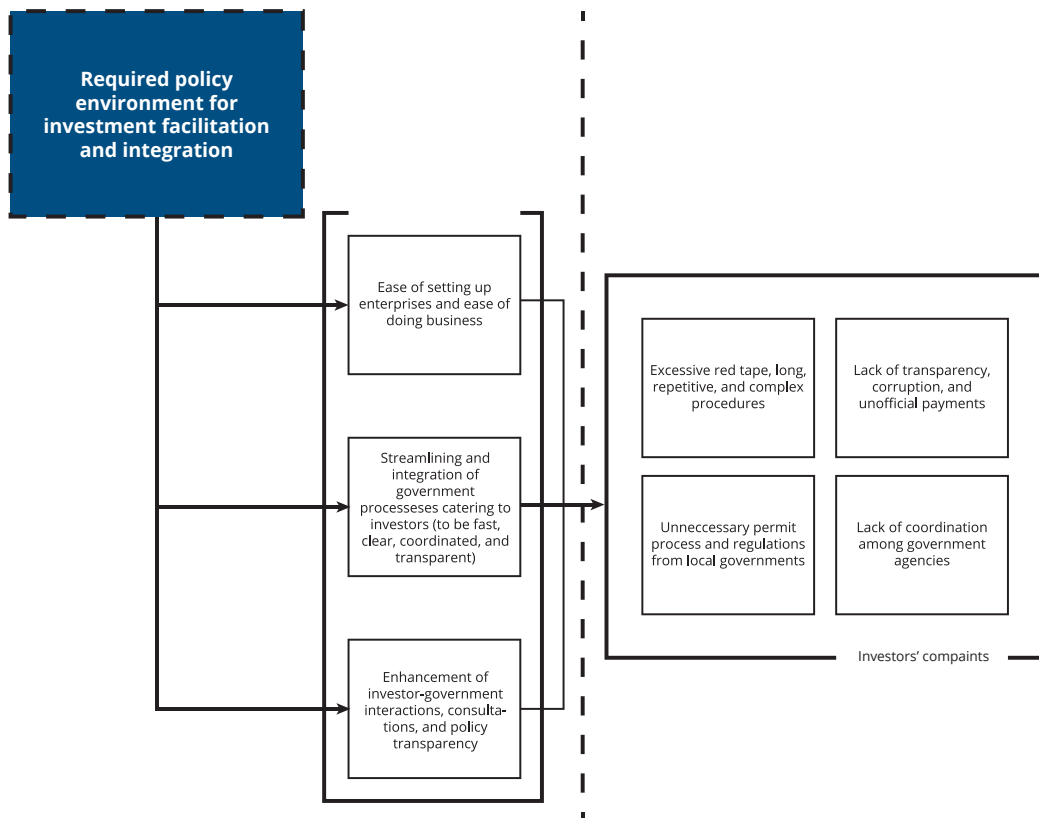 Required policy
environment for
investment facilitation
and integration
Ease of setting up
enterprises and ease of
doing business
Streamlining and
integration of
government
processeses catering to
investors (to be fast,
clear, coordinated, and
transparent)
Enhancement of
investor-government
interactions, consulta-
tions, and policy
transparency
Excessive red tape, long,
repetitive, and complex
procedures
Lack of transparency,
corruption, and
unofficial payments
Unneccessary permit
process and regulations
from local governments
Lack of coordination
among government
agencies
Investors’ compaints